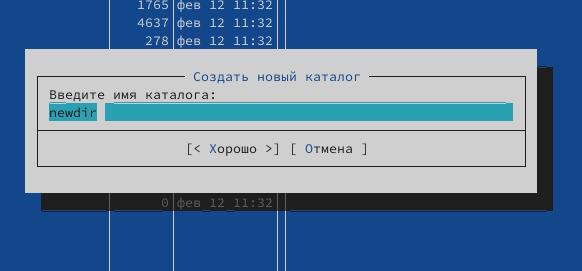 1765 фев 12 11:32
4637 фев 12 11:32
278 фев 12 11:32
Создать новый каталог
Введите имя каталога:
newdir
[< Хорошо >] [ Отмена ]
0 фев 12 11:32